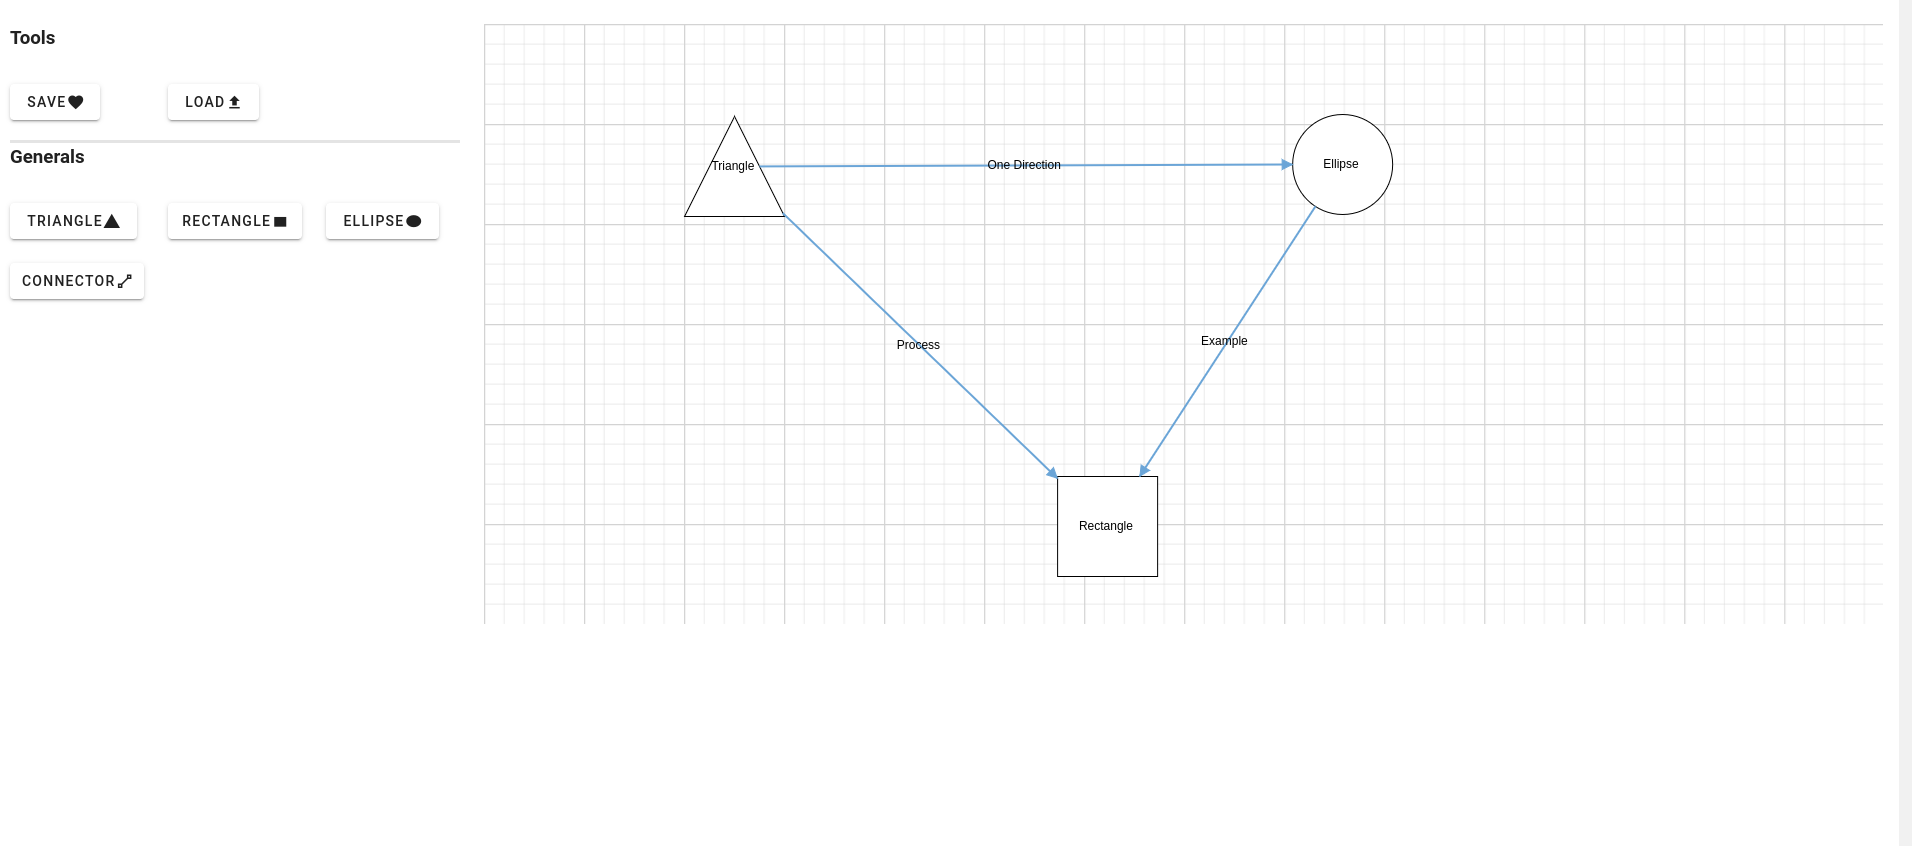 Tools
SAVE
LOAD
Generals
TRIANGLE
RECTANGLE
ELLIPSE
CONNECTOR
Triangle
One Direction
Ellipse
Process
Example
Rectangle